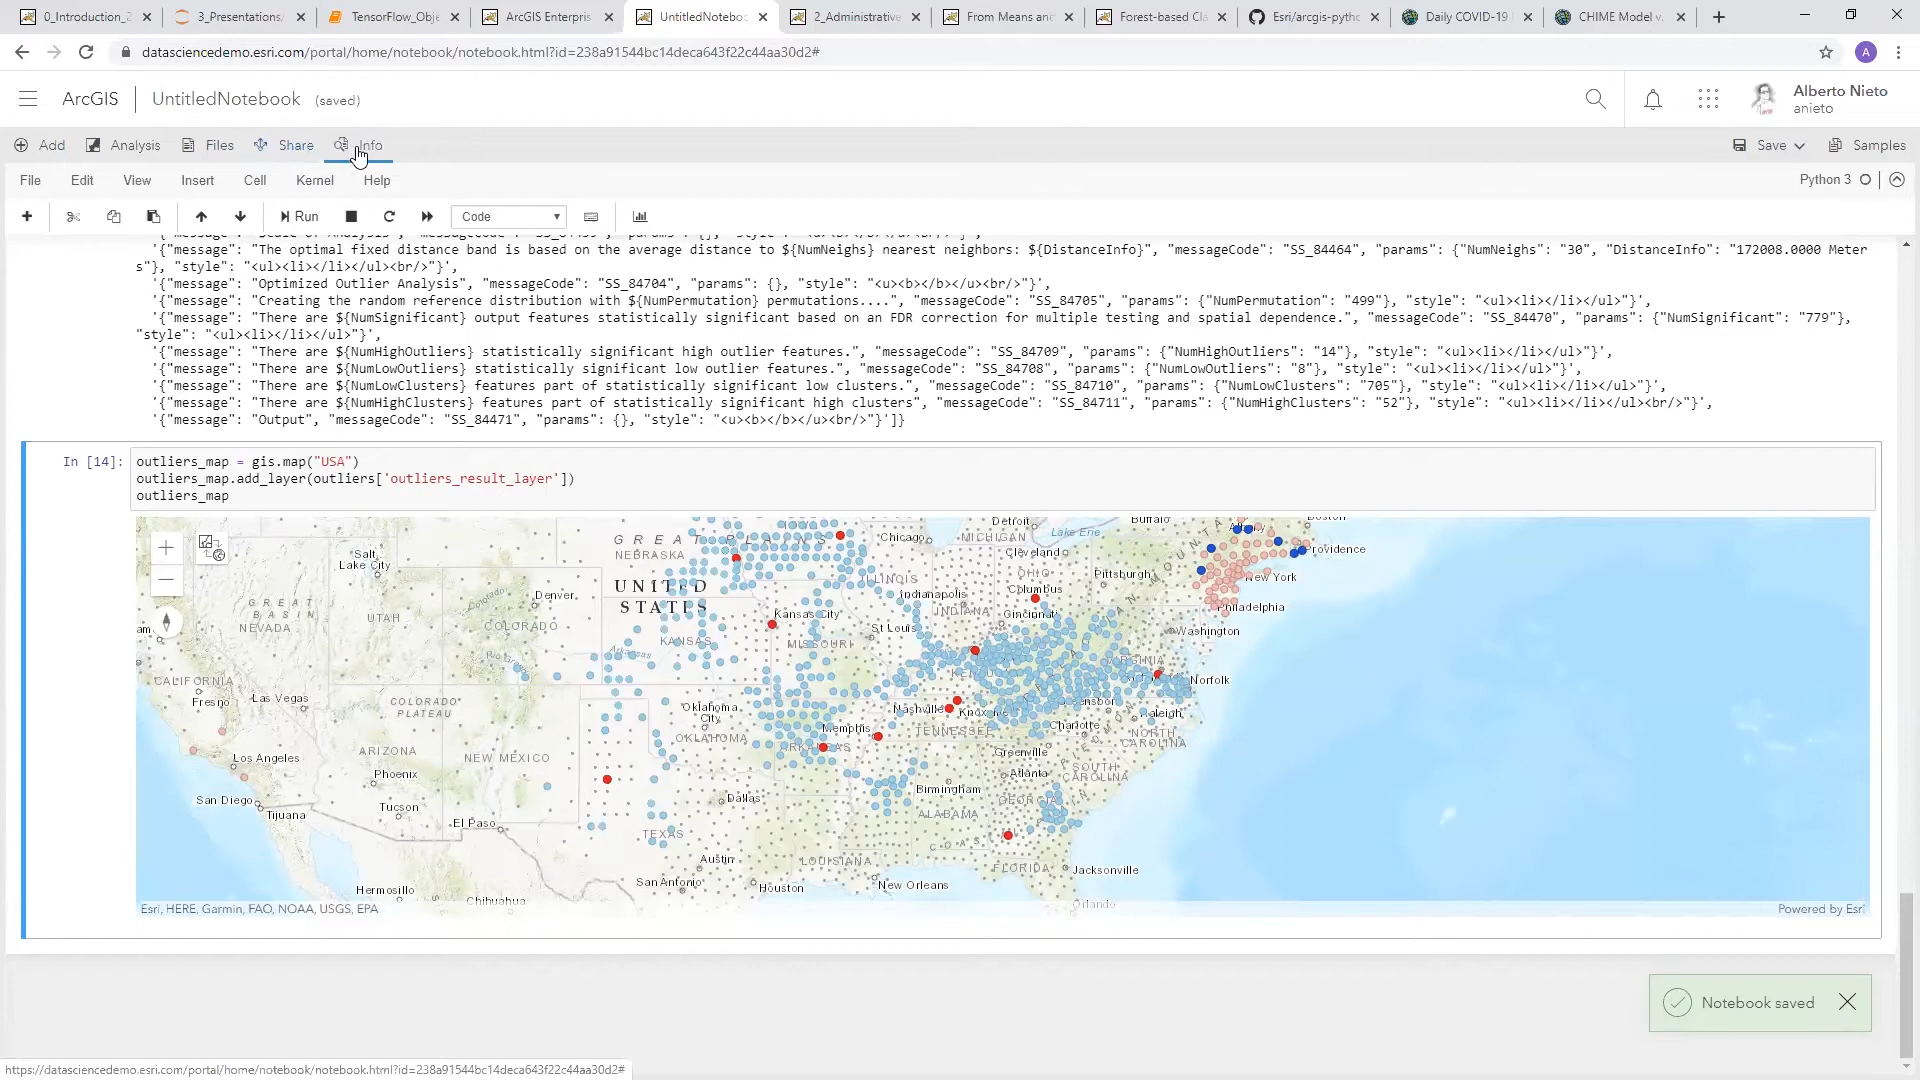 0_Introduction_2
3_Presentations/
TensorFlow_Obje
ArcGIS Enterpris
UntitledNotebo
2_Administrative
From Means and
Forest-based Cl
Esri/arcgis-pytho
Daily COVID-19
CHIME Model v.
datasciencedemo.esri.com/portal/home/notebook/notebook.html?id=238a91544bc14deca643f22c44aa30d2#
A
ArcGIS
UntitledNotebook (saved)
Alberto Nieto
anieto
Add
Analysis
Files
Share
Info
Save
Samples
File
Edit
View
Insert
Cell
Kernel
Help
Python 3
Run
Code
'{"message": "The optimal fixed distance band is based on the average distance to ${NumNeighs} nearest neighbors: ${DistanceInfo}", "messageCode": "SS_84464", "params": {"NumNeighs": "30", "DistanceInfo": "172008.0000 Meter
s"}, "style": "<ul><li></li></ul><br/>"}',
'{"message": "Optimized Outlier Analysis", "messageCode": "SS_84704", "params": {}, "style": "<u><b></b></u><br/>"}',
'{"message": "Creating the random reference distribution with ${NumPermutation} permutations....", "messageCode": "SS_84705", "params": {"NumPermutation": "499"}, "style": "<ul><li></li></ul>"}',
'{"message": "There are ${NumSignificant} output features statistically significant based on an FDR correction for multiple testing and spatial dependence.", "messageCode": "SS_84470", "params": {"NumSignificant": "779"},
"style": "<ul><li></li></ul>"}',
'{"message": "There are ${NumHighOutliers} statistically significant high outlier features.", "messageCode": "SS_84709", "params": {"NumHighOutliers": "14"}, "style": "<ul><li></li></ul>"}',
'{"message": "There are ${NumLowOutliers} statistically significant low outlier features.", "messageCode": "SS_84708", "params": {"NumLowOutliers": "8"}, "style": "<ul><li></li></ul>"}',
'{"message": "There are ${NumLowClusters} features part of statistically significant low clusters.", "messageCode": "SS_84710", "params": {"NumLowClusters": "705"}, "style": "<ul><li></li></ul>"}',
'{"message": "There are ${NumHighClusters} features part of statistically significant high clusters", "messageCode": "SS_84711", "params": {"NumHighClusters": "52"}, "style": "<ul><li></li></ul><br/>"}',
'{"message": "Output", "messageCode": "SS_84471", "params": {}, "style": "<u><b></b></u><br/>"}']}
In [14]:
outliers_map = gis.map("USA")
outliers_map.add_layer(outliers['outliers_result_layer'])
outliers_map
Detroit
Buffalo
Lake Erie
GREAT PLAINS
Chicago
MICHIGAN
Cleveland
Providence
NEBRASKA
Salt
Lake City
OHIO
Pittsburgh
New York
UNITED
STATES
ILLINOIS
Indianapolis
Columbus
Denver
GREAT
BASIN
NEVADA
UTAH
Colorado
COLORADO
Kansas City
INDIANA
Cincinnati
Philadelphia
St Louis
Washington
KANSAS
MISSOURI
Arkansas
VIRGINIA
CALIFORNIA
Fresno
Las Vegas
COLORADO
PLATEAU
Norfolk
Oklahoma
City
Nashville
Raleigh
Memphis
TENNESSEE
Charlotte
OKLAHOMA
ARKANSAS
NORTH
CAROLINA
ARIZONA
NEW MEXICO
Los Angeles
Greenville
Phoenix
Atlanta
SOUTH
CAROLINA
Birmingham
San Diego
Tijuana
Tucson
Dallas
GEORGIA
El Paso
ALABAMA
TEXAS
Austin
LOUISIANA
FLORIDA
Jacksonville
San Antonio
Houston
New Orleans
Hermosillo
Chihuahua
Orlando
Esri, HERE, Garmin, FAO, NOAA, USGS, EPA
Powered by Esri
Notebook saved
https://datasciencedemo.esri.com/portal/home/notebook/notebook.html?id=238a91544bc14deca643f22c44aa30d2#